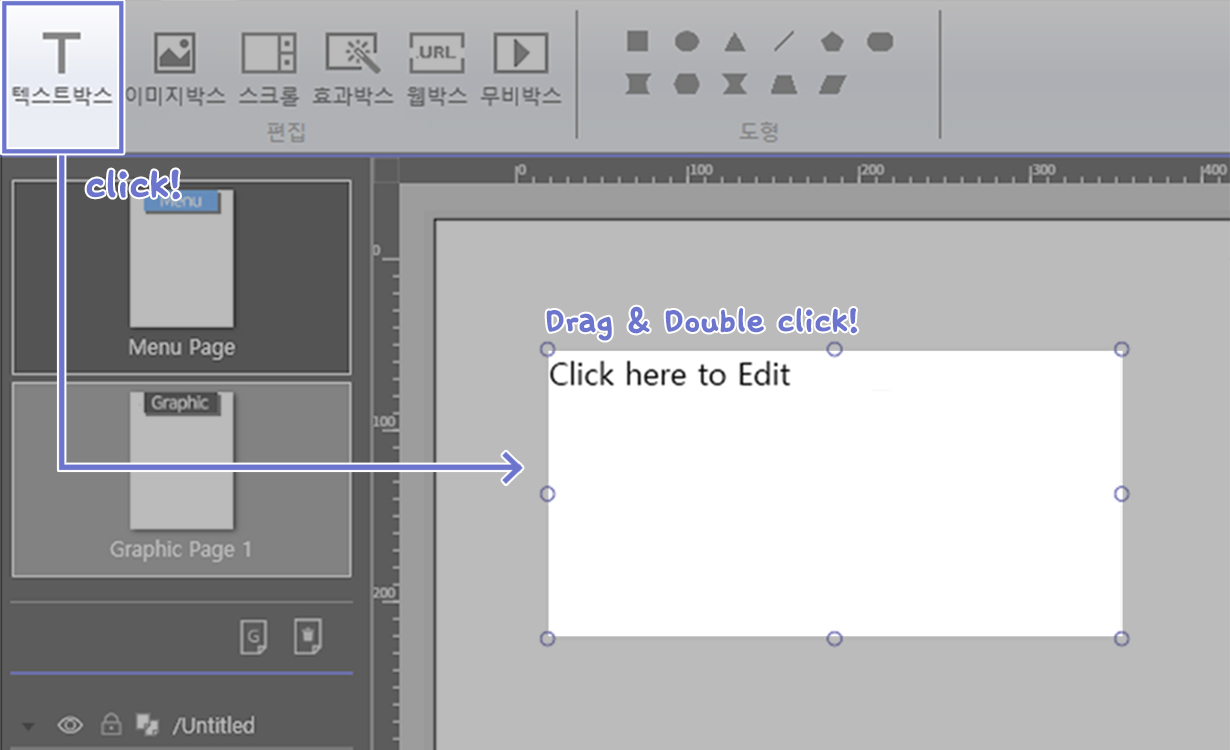 텍스트박스 이미지박스 스크롤 효과박스 .URL 웹박스 무비박스
편집 도형
click!
0 100 200 300 400
Menu
Menu Page
Graphic
Graphic Page 1
0
100
200
Drag & Double click!
Click here to Edit
G
/Untitled